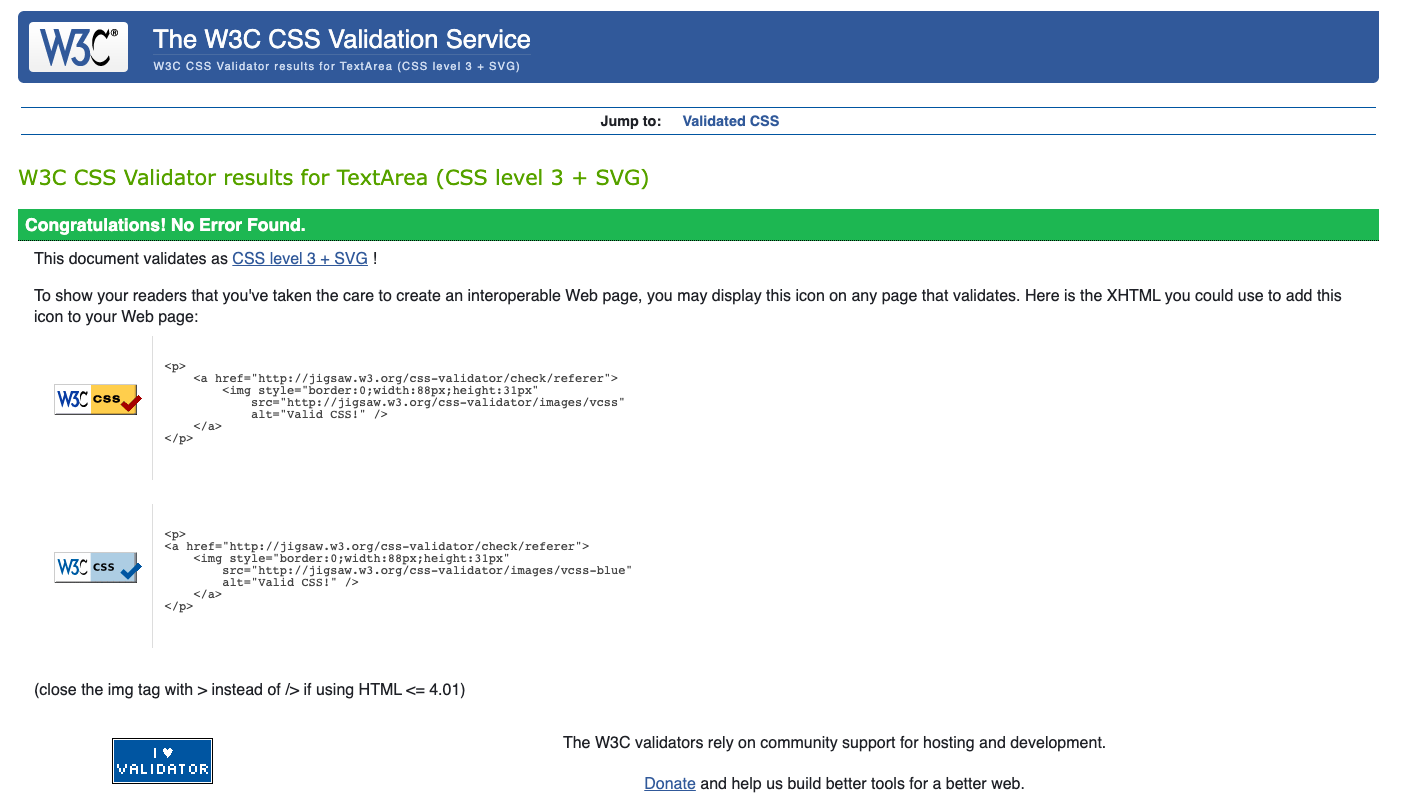 W3C®
The W3C CSS Validation Service
W3C CSS Validator results for TextArea (CSS level 3 + SVG)
Jump to: Validated CSS
W3C CSS Validator results for TextArea (CSS level 3 + SVG)
Congratulations! No Error Found.
This document validates as CSS level 3 + SVG !
To show your readers that you've taken the care to create an interoperable Web page, you may display this icon on any page that validates. Here is the XHTML you could use to add this
icon to your Web page:
W3C css
<p>
    <a href="http://jigsaw.w3.org/css-validator/check/referer">
        <img style="border:0;width:88px;height:31px"
            src="http://jigsaw.w3.org/css-validator/images/vcss"
            alt="Valid CSS!" />
    </a>
</p>
W3C css
<p>
<a href="http://jigsaw.w3.org/css-validator/check/referer">
    <img style="border:0;width:88px;height:31px"
        src="http://jigsaw.w3.org/css-validator/images/vcss-blue"
        alt="Valid CSS!" />
    </a>
</p>
(close the img tag with > instead of /> if using HTML <= 4.01)
I ♥
VALIDATOR
The W3C validators rely on community support for hosting and development.
Donate and help us build better tools for a better web.